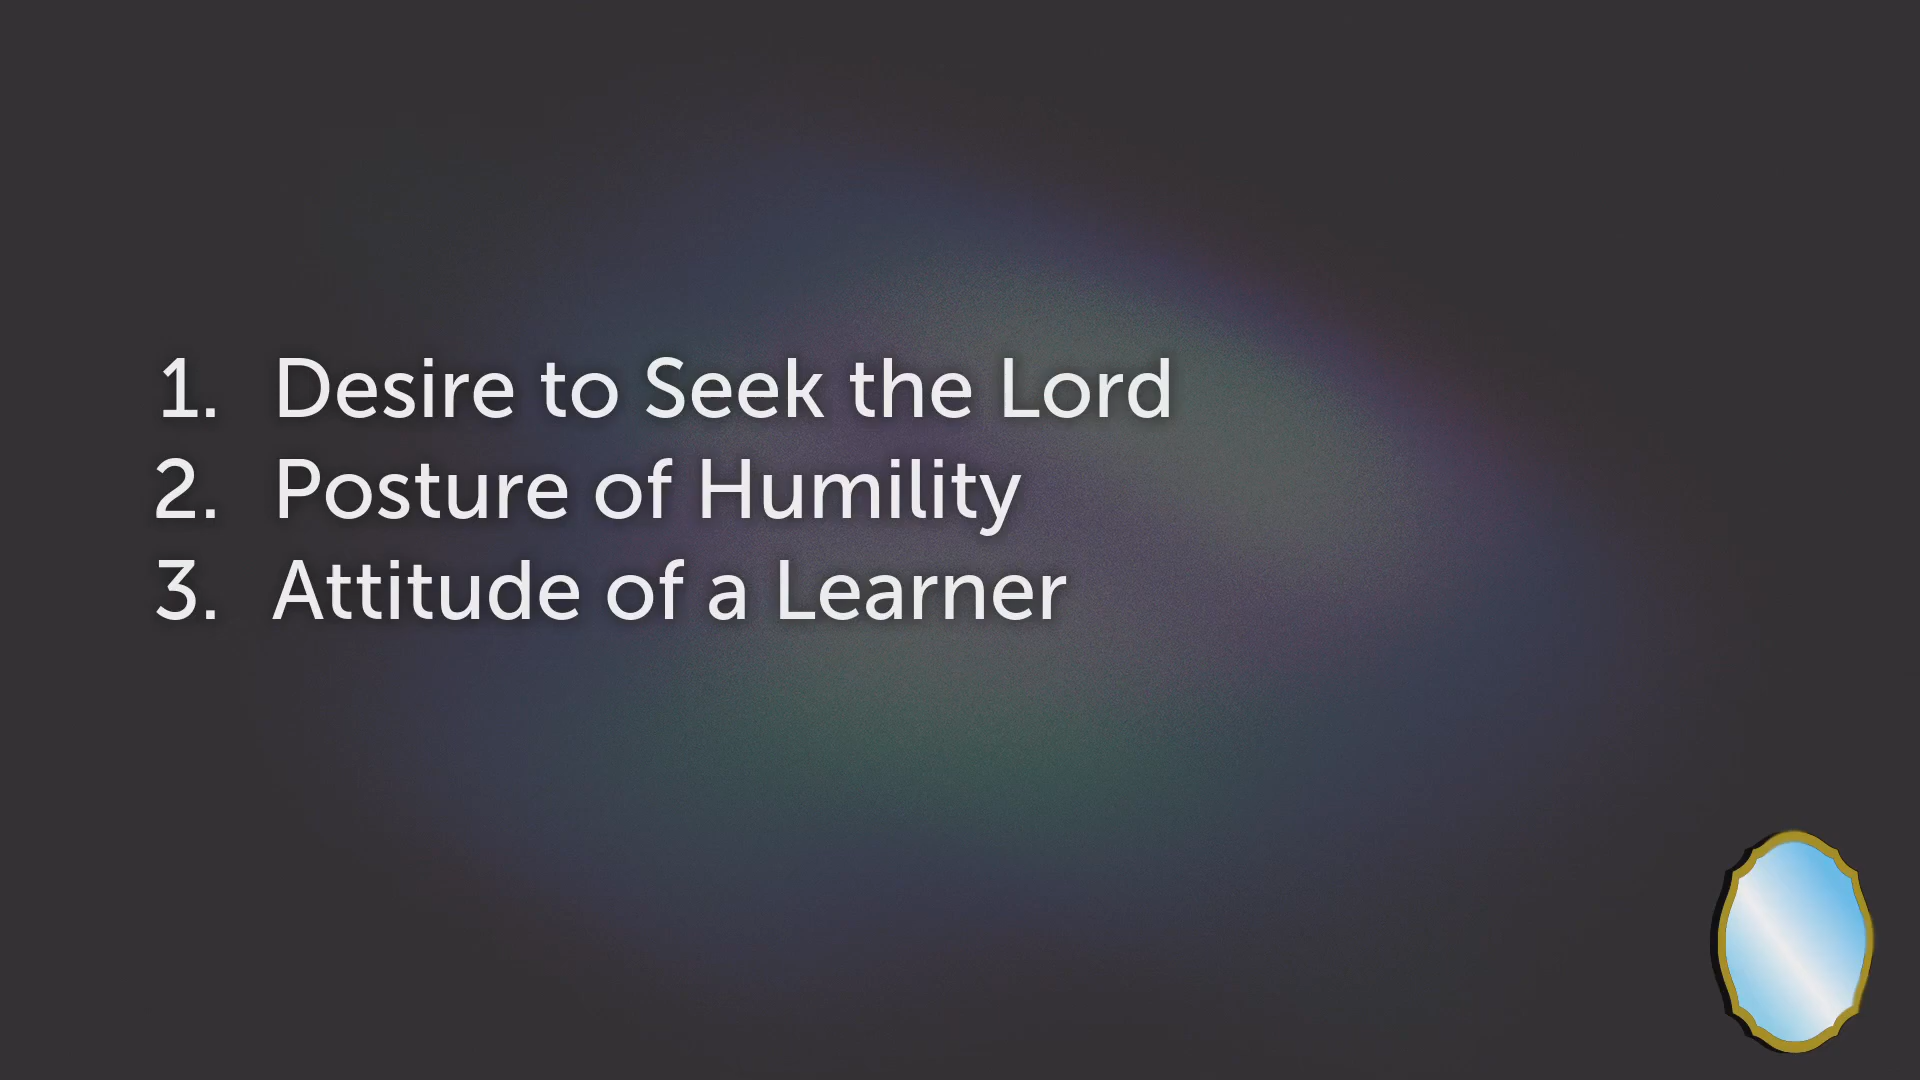 1. Desire to Seek the Lord
2. Posture of Humility
3. Attitude of a Learner